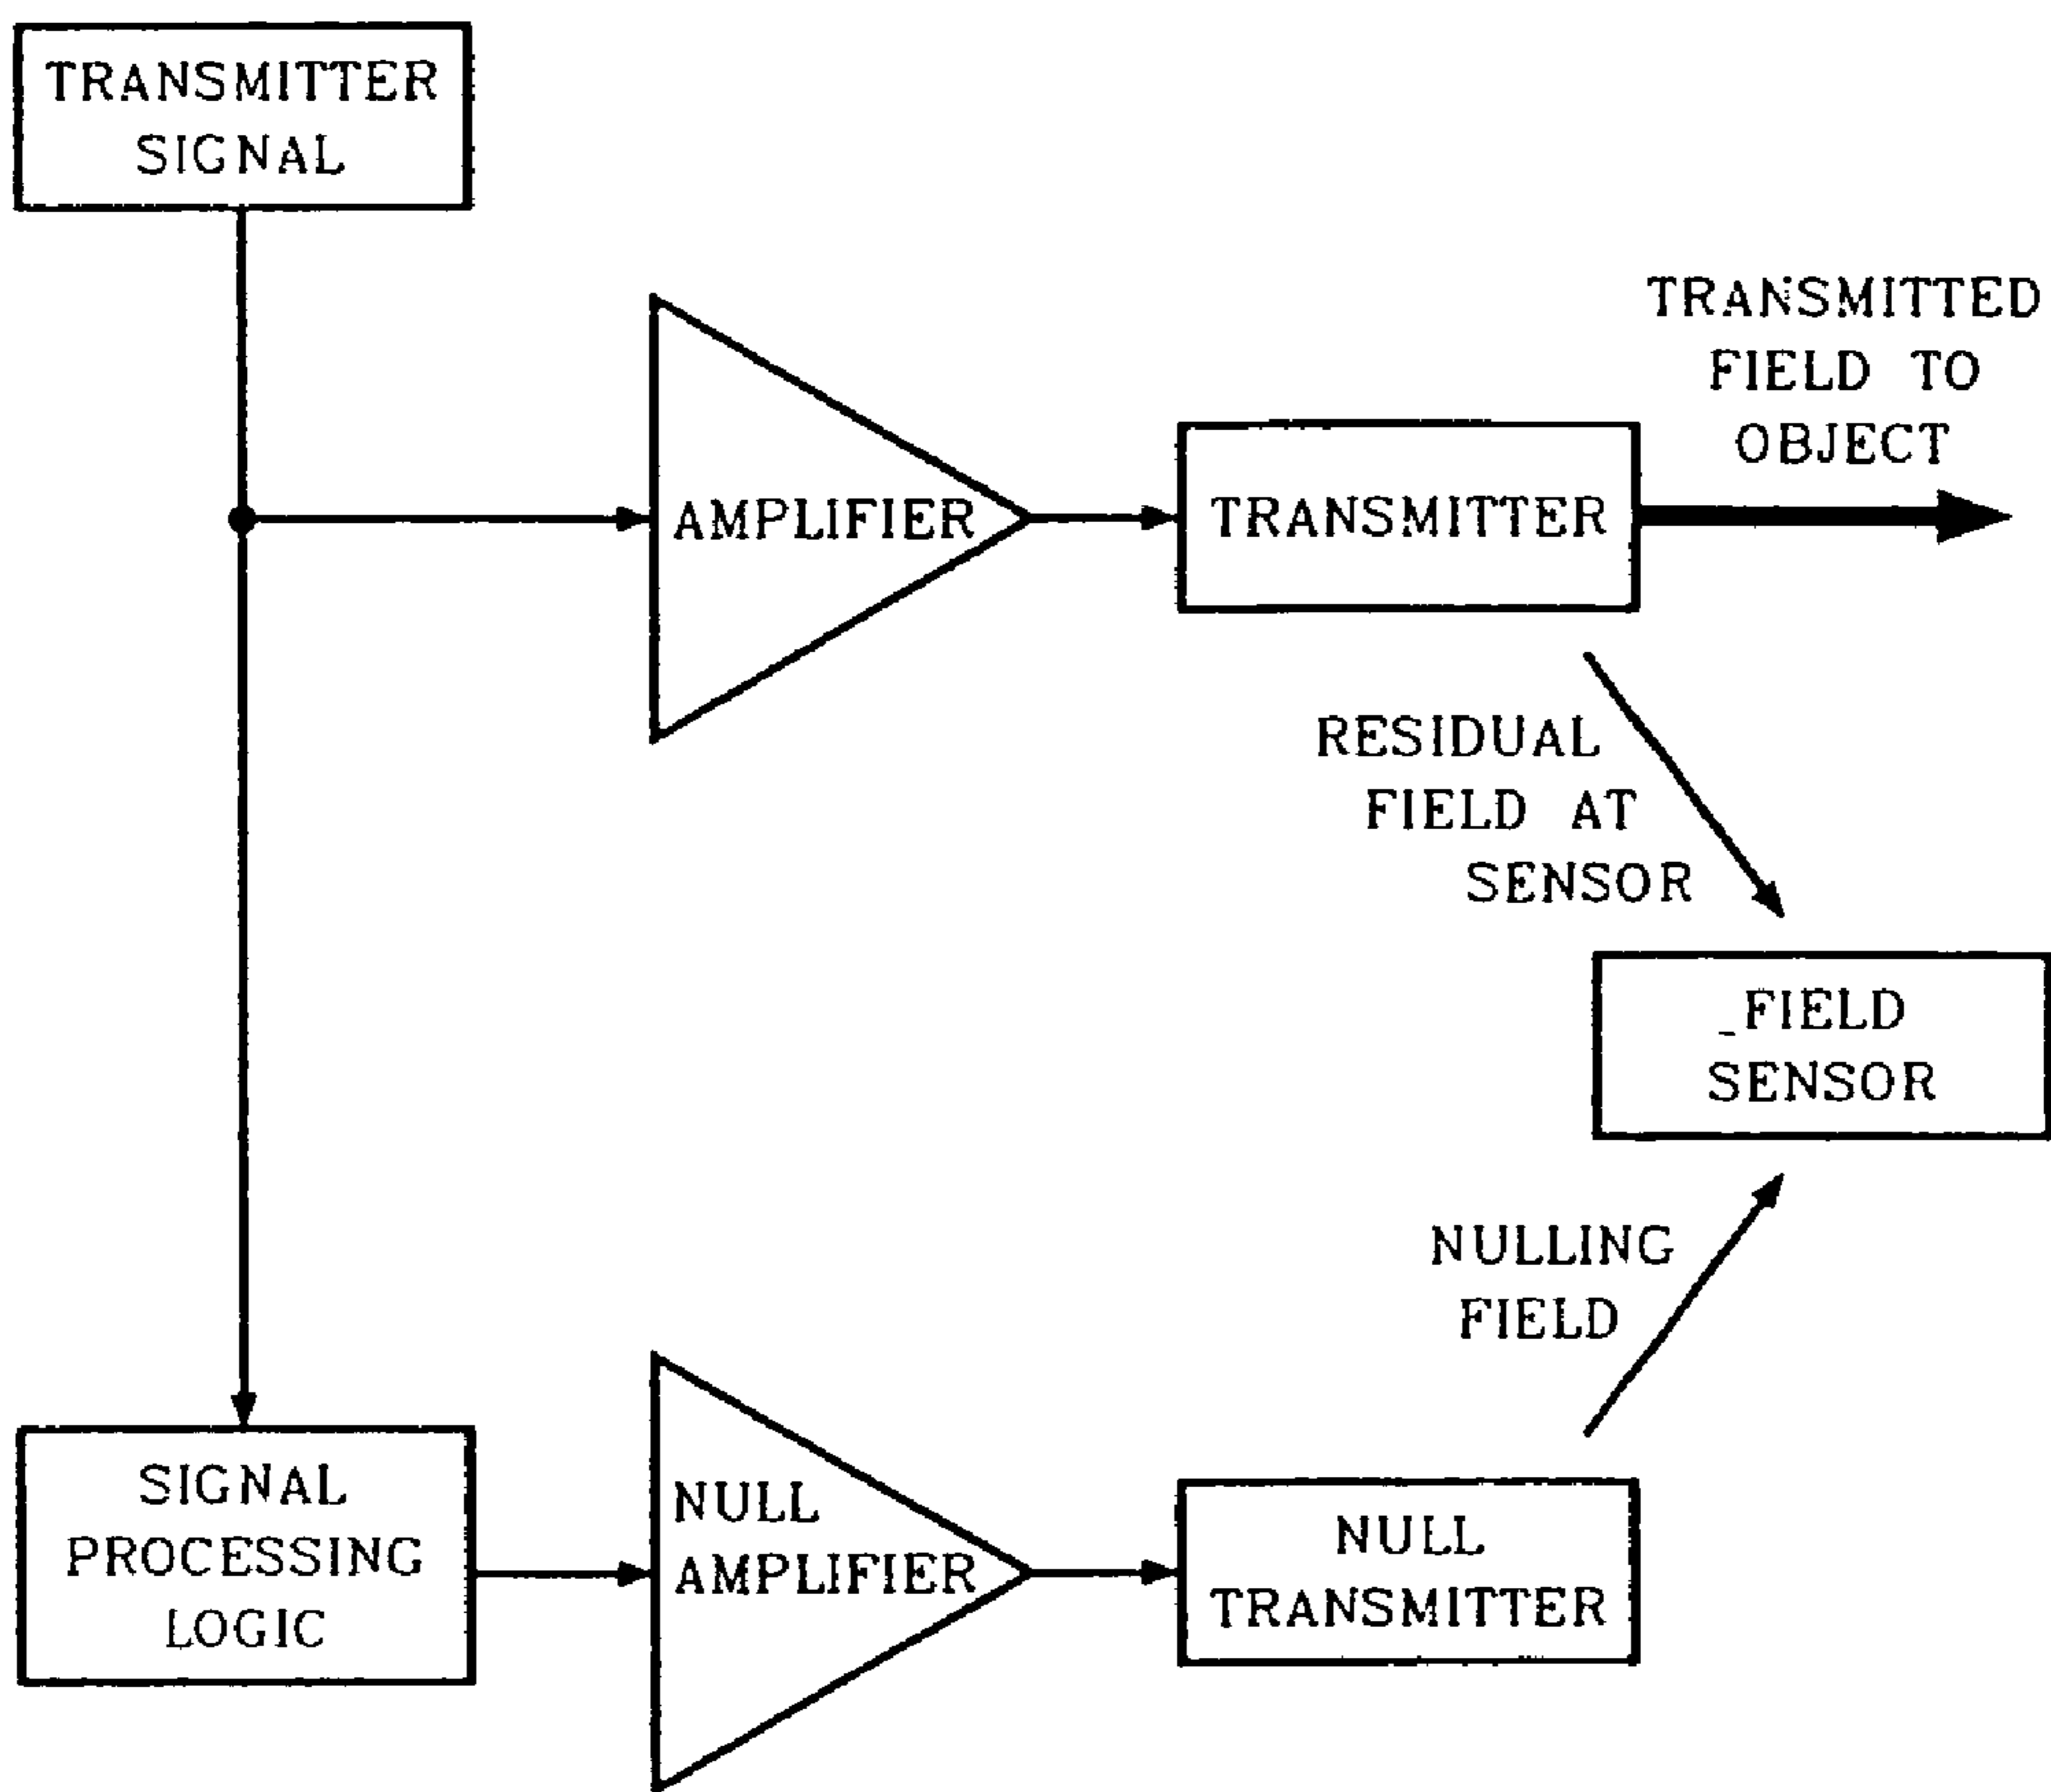 TRANSMITTER
SIGNAL
TRANSMITTED
FIELD TO
OBJECT
AMPLIFIER
TRANSMITTER
RESIDUAL
FIELD AT
SENSOR
FIELD
SENSOR
NULLING
FIELD
SIGNAL
PROCESSING
LOGIC
NULL
AMPLIFIER
NULL
TRANSMITTER